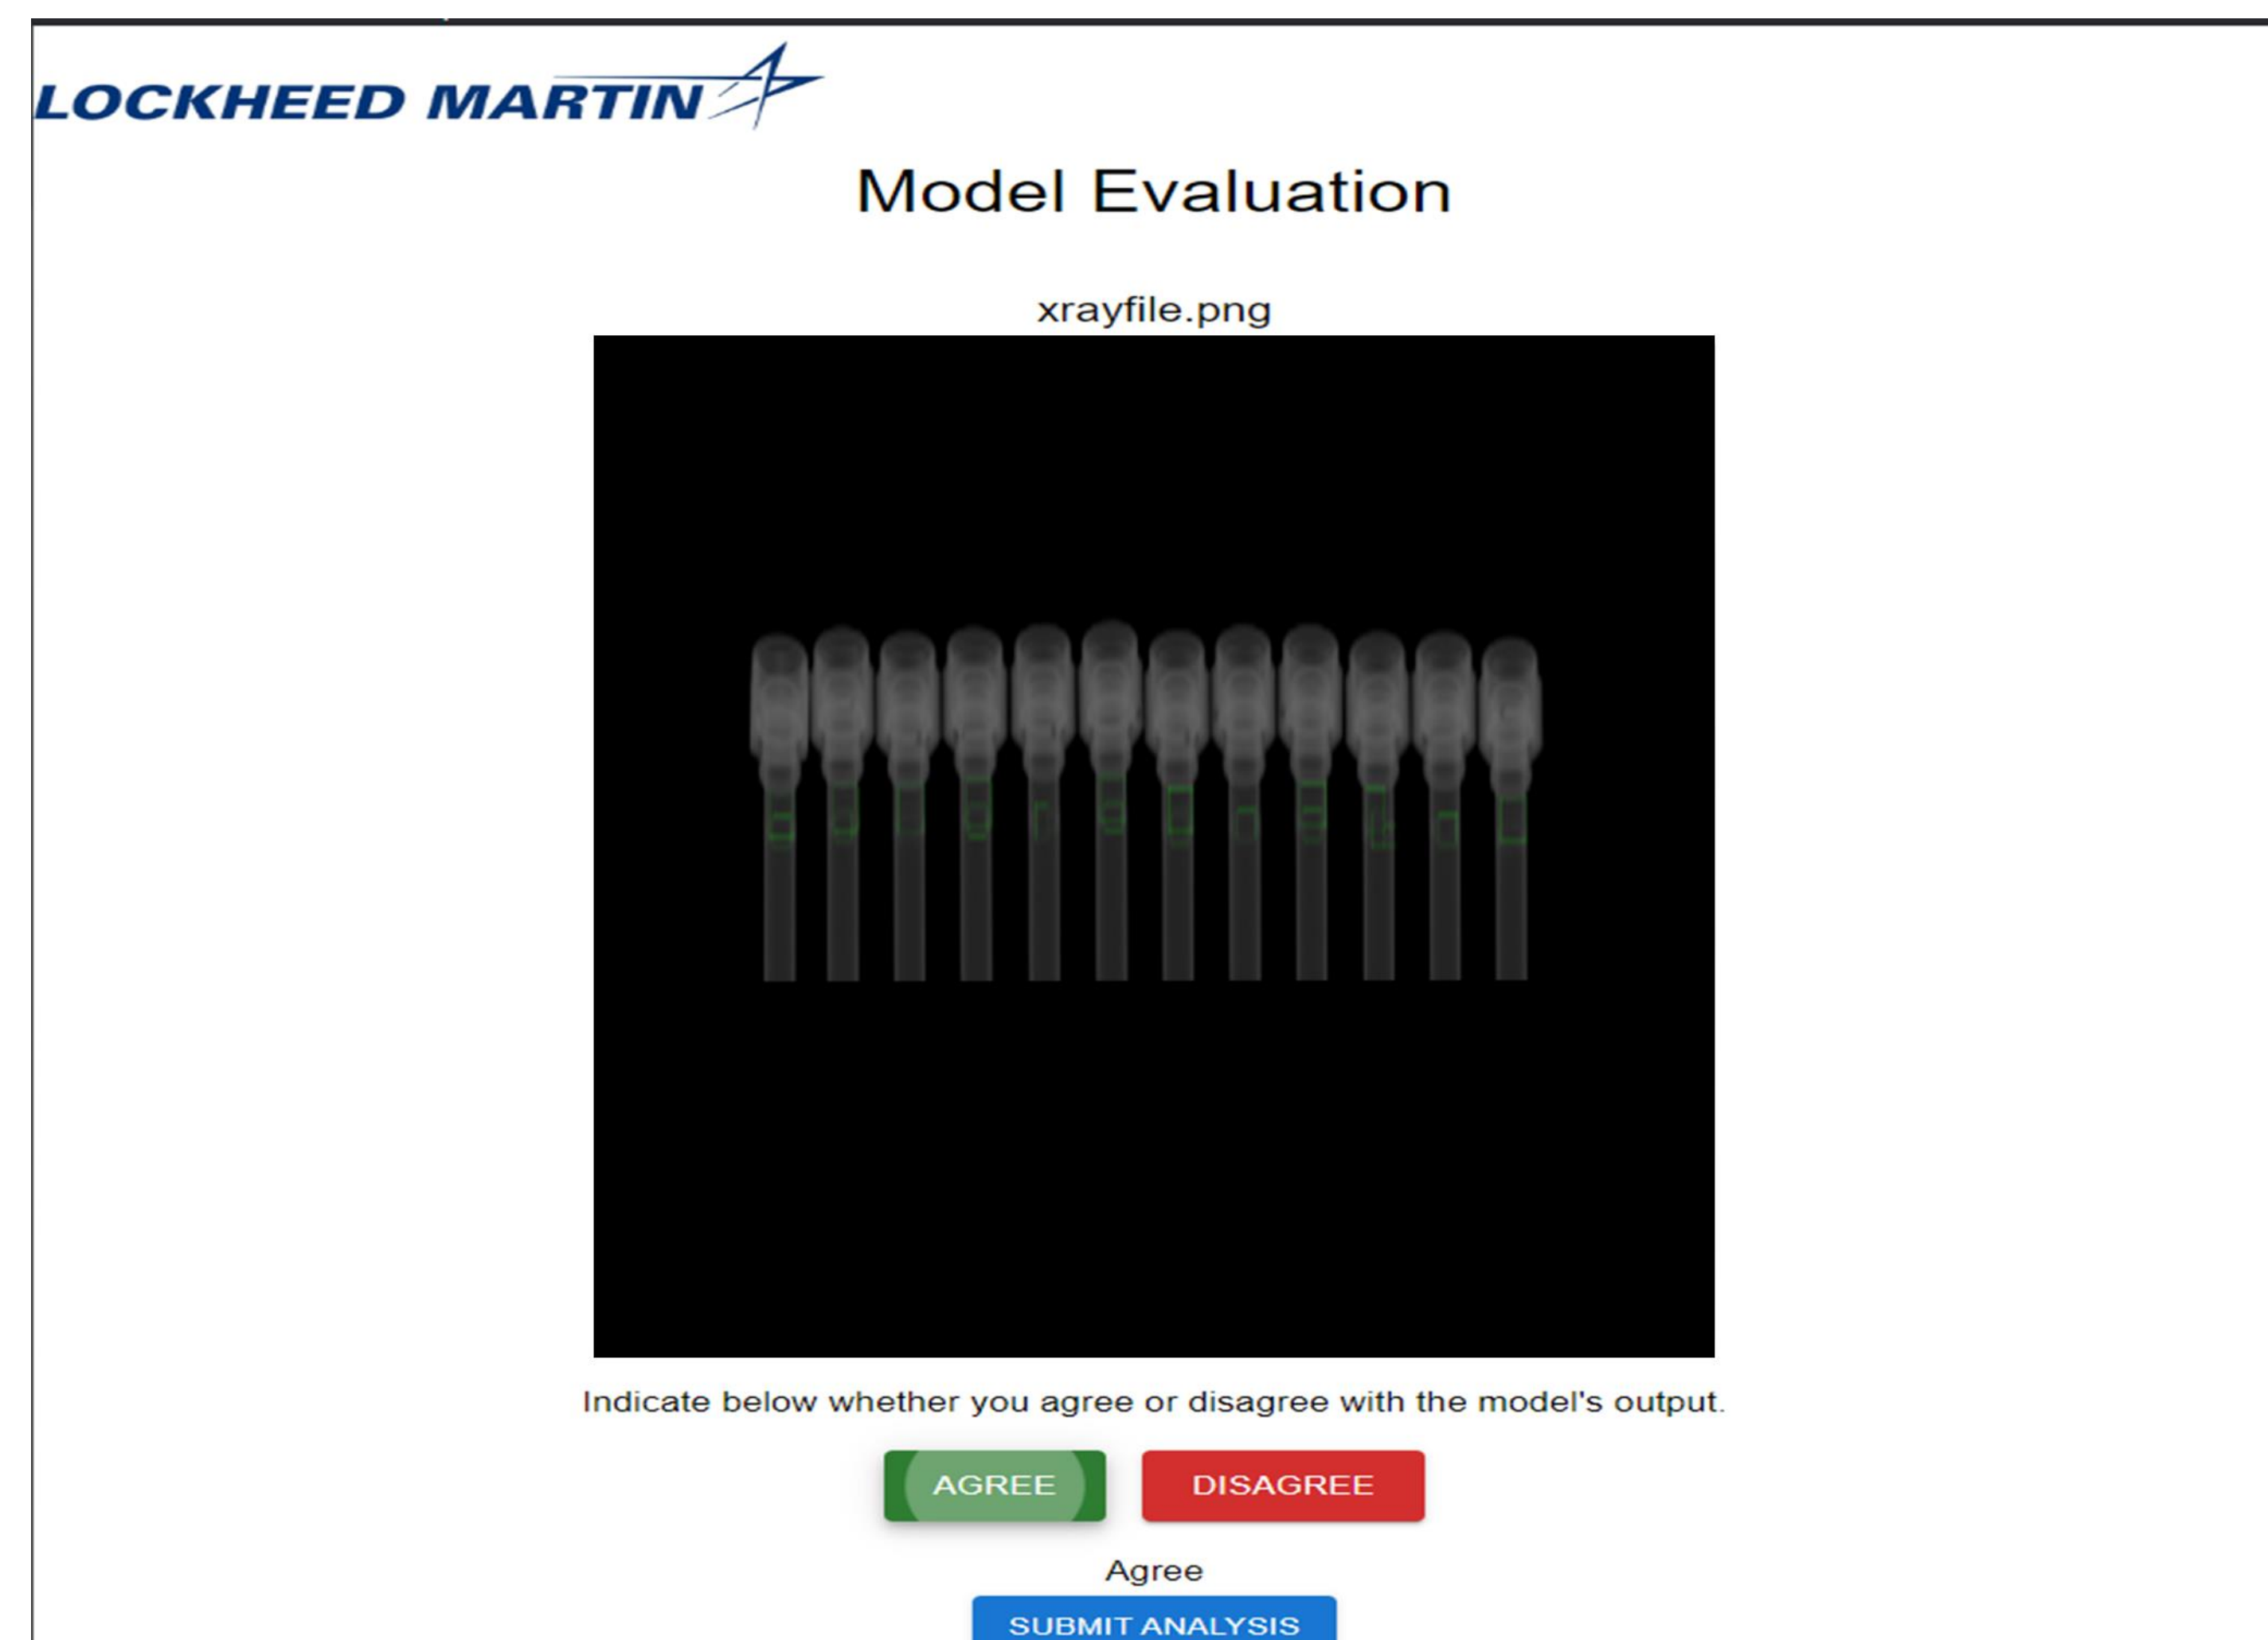 LOCKHEED MARTIN
Model Evaluation
xrayfile.png
Indicate below whether you agree or disagree with the model's output.
AGREE DISAGREE
Agree
SUBMIT ANALYSIS